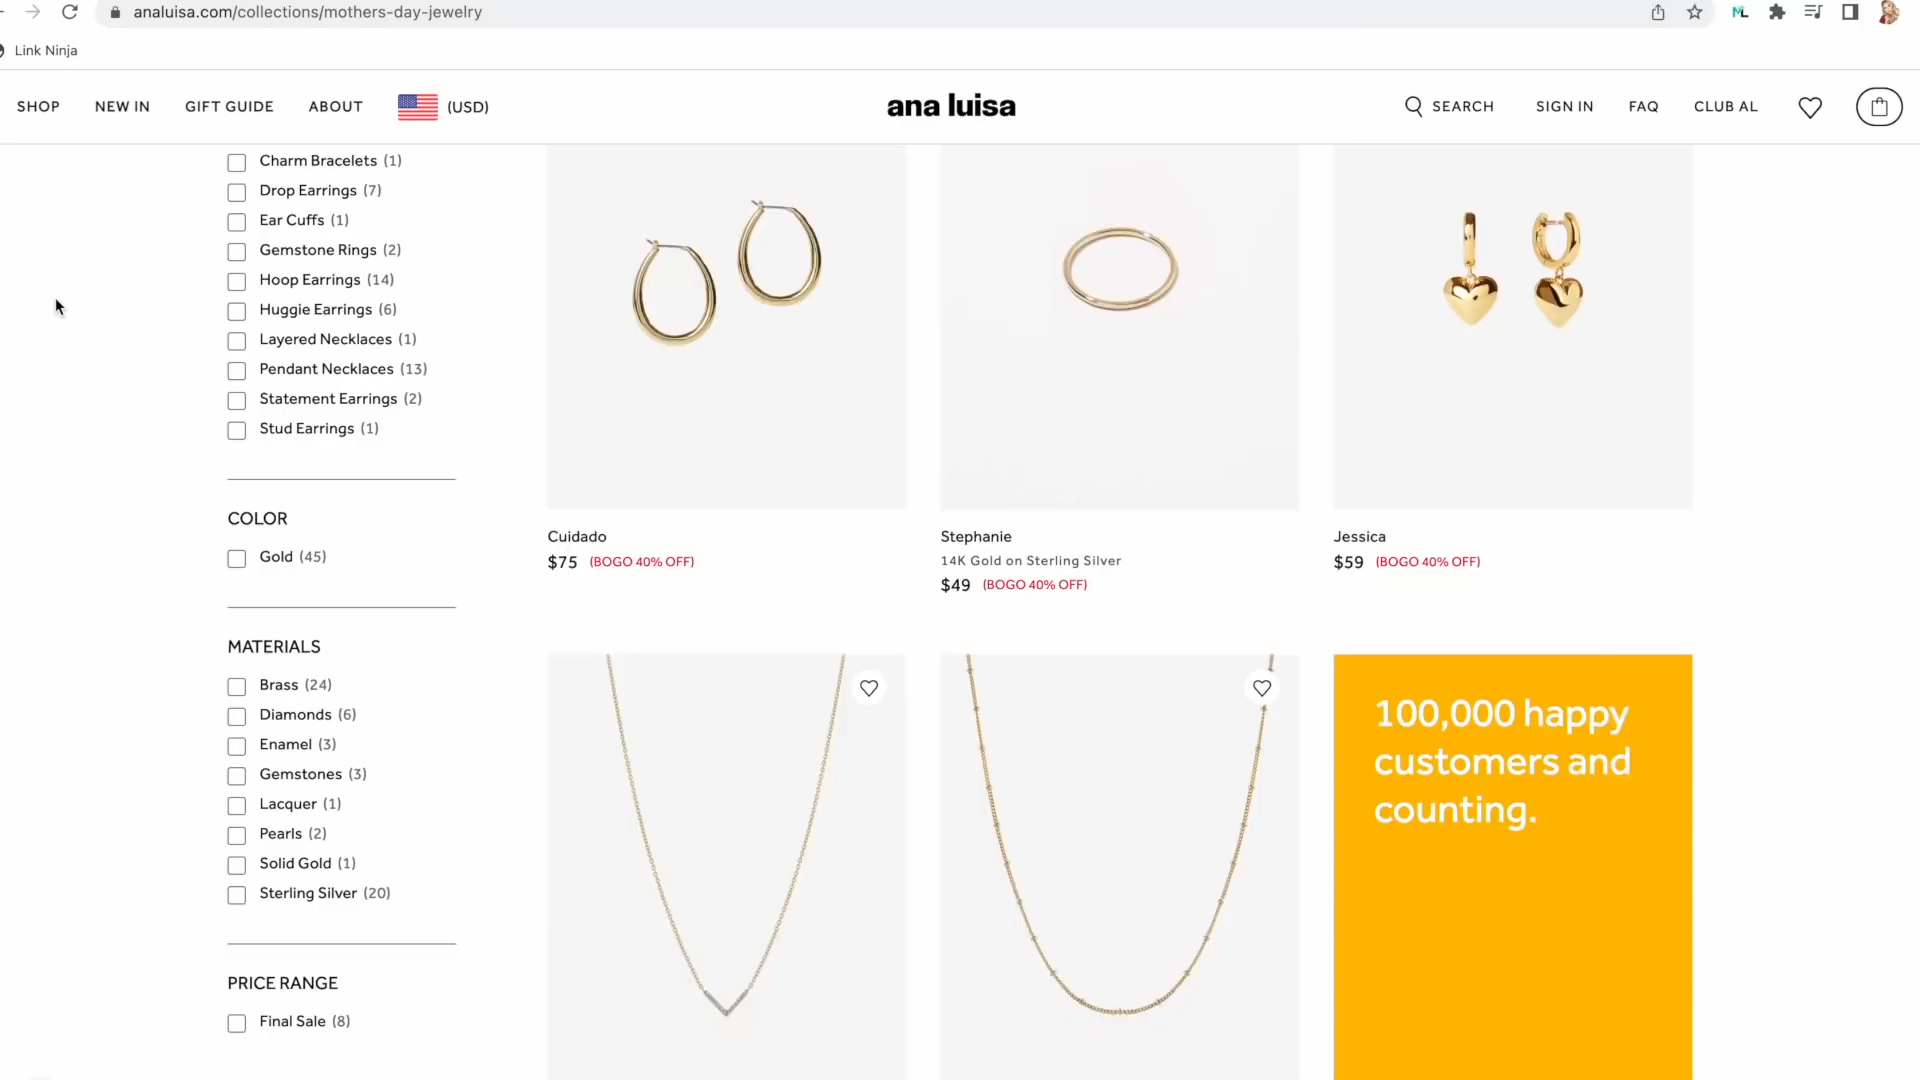 analuisa.com/collections/mothers-day-jewelry
ML
Link Ninja
SHOP NEW IN GIFT GUIDE ABOUT (USD) ana luisa SEARCH SIGN IN FAQ CLUB AL
Charm Bracelets (1)
Drop Earrings (7)
Ear Cuffs (1)
Gemstone Rings (2)
Hoop Earrings (14)
Huggie Earrings (6)
Layered Necklaces (1)
Pendant Necklaces (13)
Statement Earrings (2)
Stud Earrings (1)
COLOR
Gold (45)
MATERIALS
Brass (24)
Diamonds (6)
Enamel (3)
Gemstones (3)
Lacquer (1)
Pearls (2)
Solid Gold (1)
Sterling Silver (20)
PRICE RANGE
Final Sale (8)
Cuidado
$75 (BOGO 40% OFF)
Stephanie
14K Gold on Sterling Silver
$49 (BOGO 40% OFF)
Jessica
$59 (BOGO 40% OFF)
100,000 happy
customers and
counting.